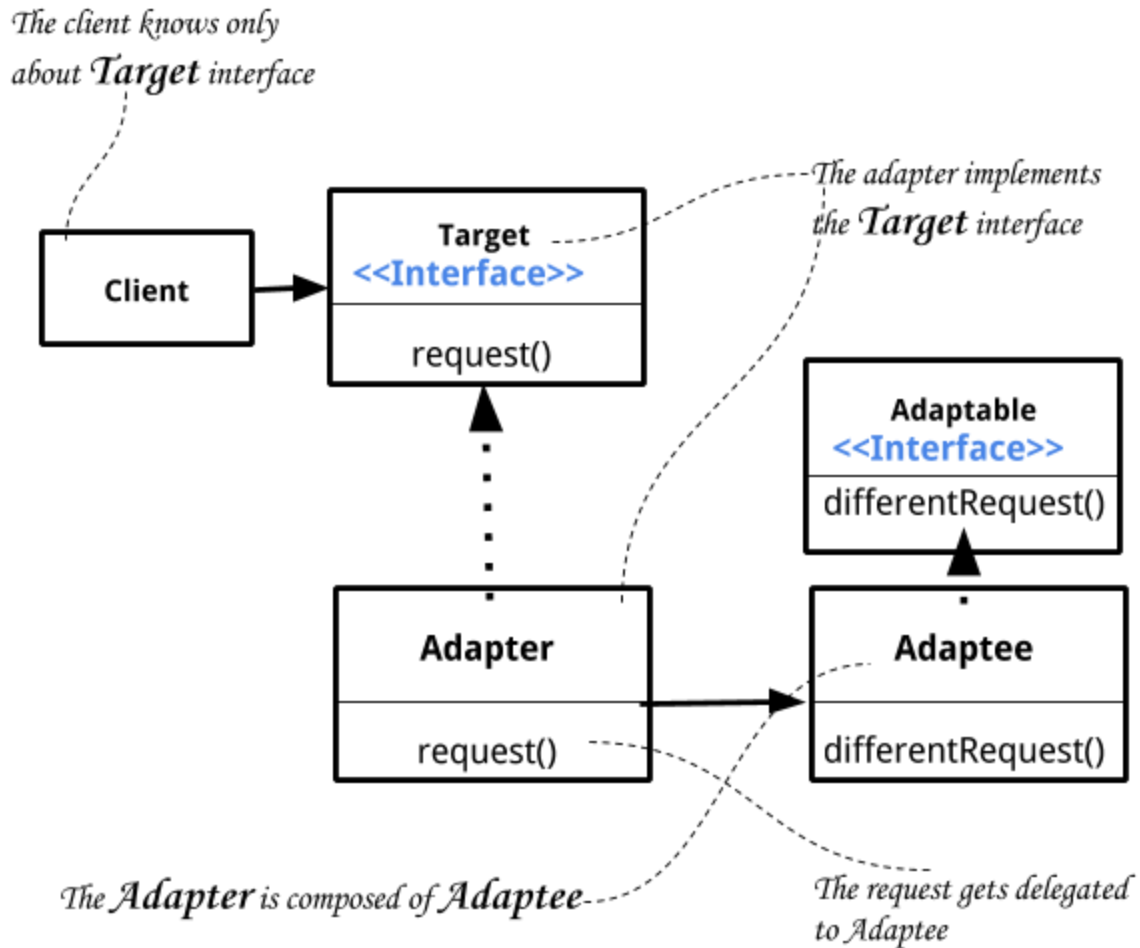 The client knows only
about Target interface
The adapter implements
the Target interface
Target
<<Interface>>
request()
Client
Adaptable
<<Interface>>
differentRequest()
Adapter
request()
Adaptee
differentRequest()
The Adapter is composed of Adaptee
The request gets delegated
to Adaptee